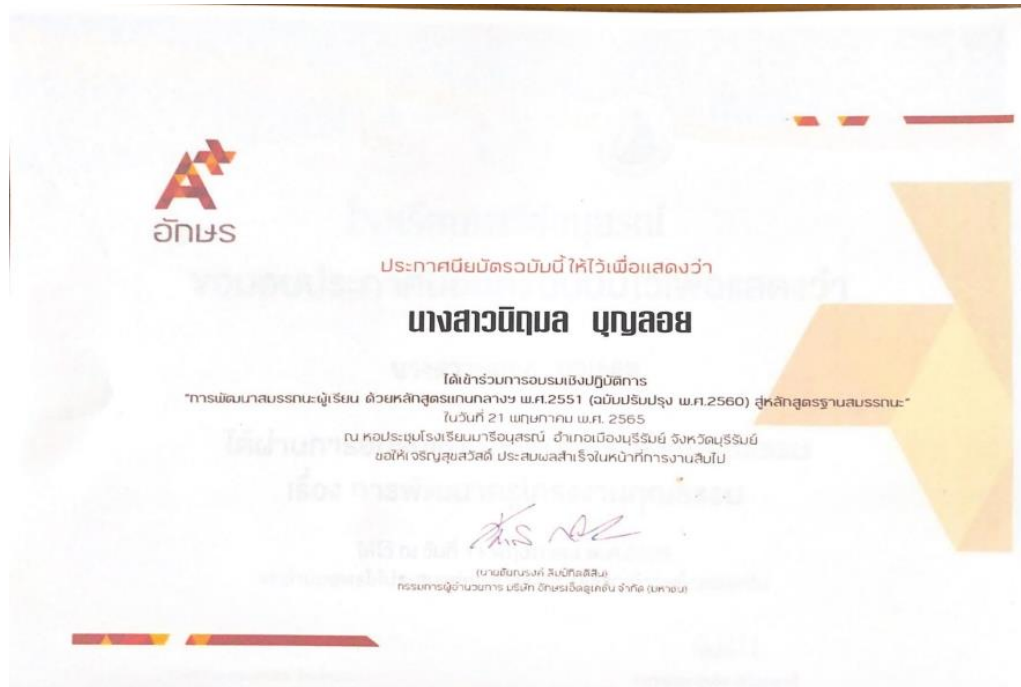 อักษร
ประกาศนียบัตรฉบับนี้ ให้ไว้เพื่อแสดงว่า
นางสาวนิฤมล บุญลอย
ได้เข้าร่วมการอบรมเชิงปฏิบัติการ
"การพัฒนาสมรรถนะผู้เรียน ด้วยหลักสูตรแกนกลางฯ พ.ศ.2551 (ฉบับปรับปรุง พ.ศ.2560) สู่หลักสูตรฐานสมรรถนะ"
ในวันที่ 21 พฤษภาคม พ.ศ. 2565
ณ หอประชุมโรงเรียนมารีอนุสรณ์ อำเภอเมืองบุรีรัมย์ จังหวัดบุรีรัมย์
ขอให้เจริญสุขสวัสดิ์ ประสบผลสำเร็จในหน้าที่การงานสืบไป
กรรมการผู้อำนวยการ บริษัท อักษรเอ็ดดูเคชั่น จำกัด (มหาชน)